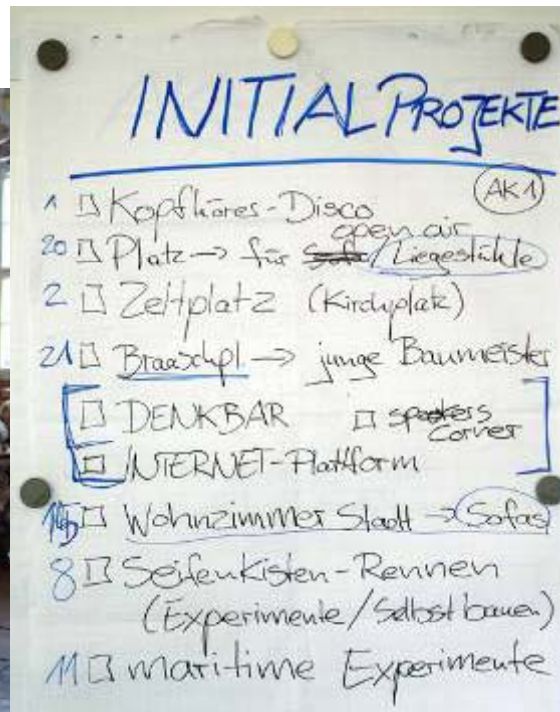 INITIAL PROJEKTE
AK1
1 Kopfhörer-Disco
open air
20 Platz → für Sofa / Liegestühle
2 Zeltplatz (Kirchplatz)
21 Braaschpl. → junge Baumeister
DENKBAR speakers corner
INTERNET-Plattform
Wohnzimmer Stadt → Sofas
8 Seifenkisten-Rennen
(Experimente / Selbst bauen)
11 maritime Experimente